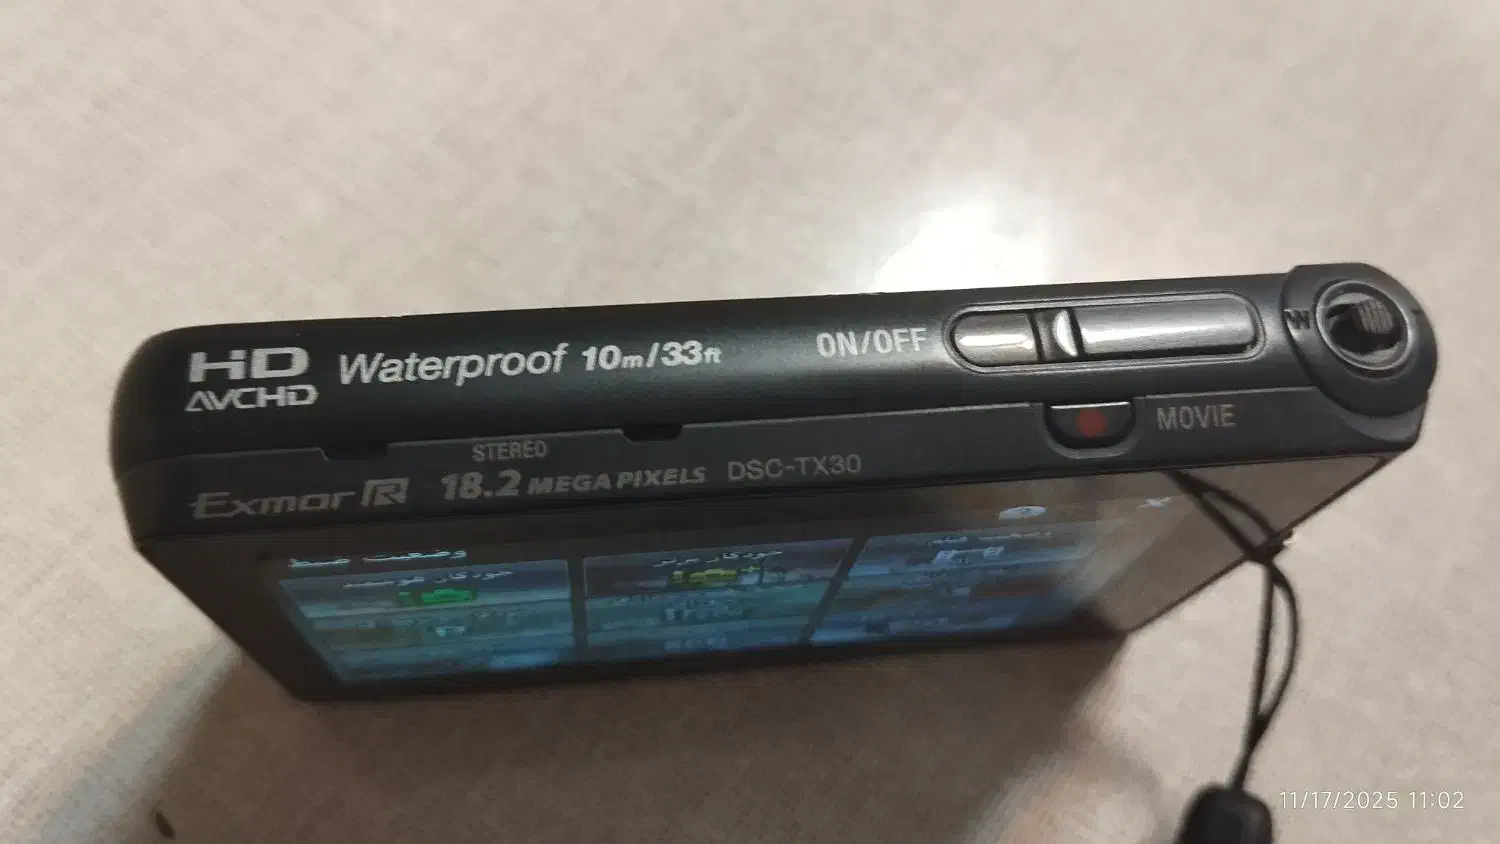 HD
AVCHD
Waterproof 10m/33ft
ON/OFF
W
STEREO
MOVIE
Exmor R 18.2 MEGA PIXELS DSC-TX30
وضعیت ضبط
خودکار هوشمند
خودکار برتر
11/17/2025 11:02